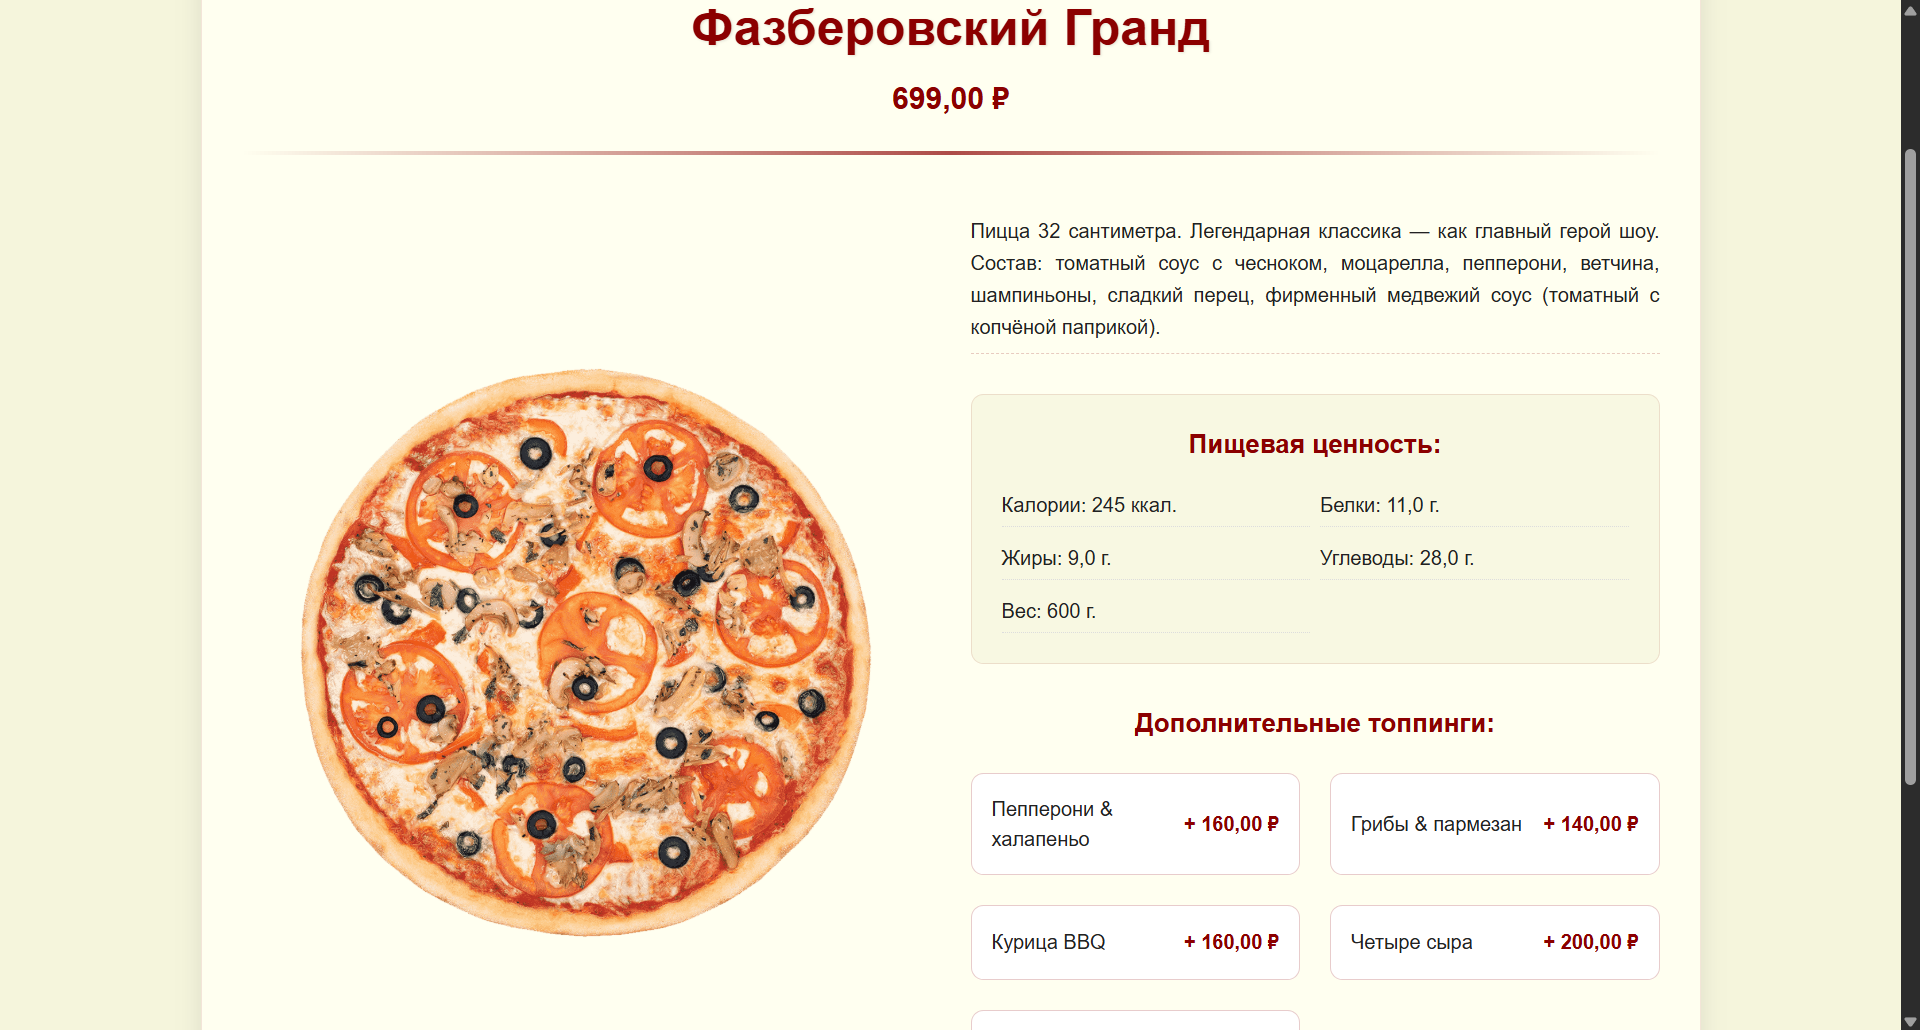 Фазберовский Гранд
699,00 ₽
Пицца 32 сантиметра. Легендарная классика — как главный герой шоу.
Состав: томатный соус с чесноком, моцарелла, пепперони, ветчина,
шампиньоны, сладкий перец, фирменный медвежий соус (томатный с
копчёной паприкой).
Пищевая ценность:
Калории: 245 ккал.
Белки: 11,0 г.
Жиры: 9,0 г.
Углеводы: 28,0 г.
Вес: 600 г.
Дополнительные топпинги:
Пепперони &
халапеньо
+ 160,00 ₽
Грибы & пармезан
+ 140,00 ₽
Курица BBQ
+ 160,00 ₽
Четыре сыра
+ 200,00 ₽